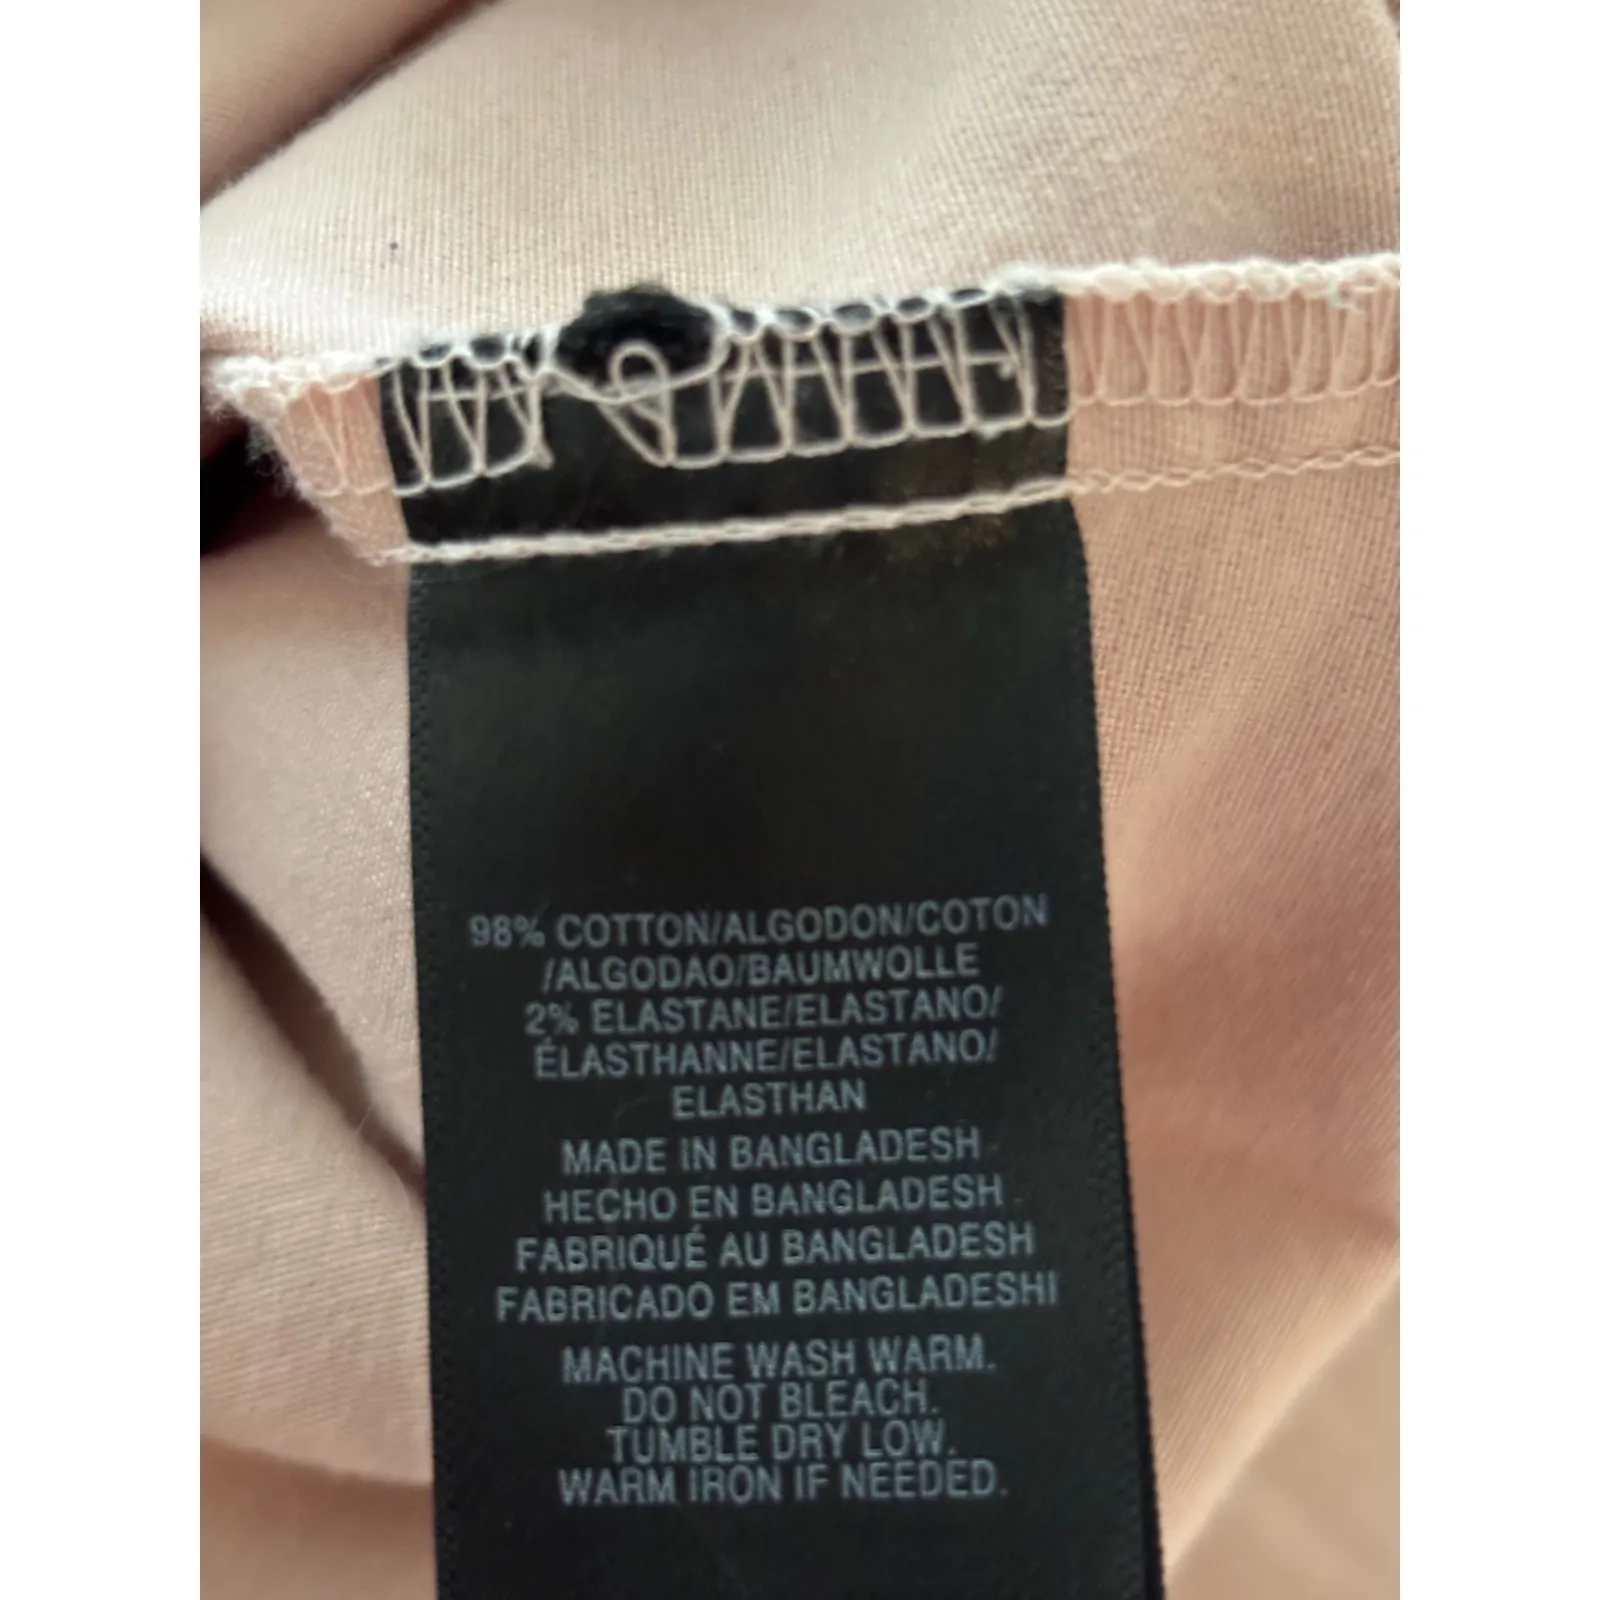 98% COTTON/ALGODON/COTON
/ALGODAO/BAUMWOLLE
2% ELASTANE/ELASTANO/
ÉLASTHANNE/ELASTANO/
ELASTHAN
MADE IN BANGLADESH
HECHO EN BANGLADESH
FABRIQUÉ AU BANGLADESH
FABRICADO EM BANGLADESHI
MACHINE WASH WARM.
DO NOT BLEACH.
TUMBLE DRY LOW.
WARM IRON IF NEEDED.